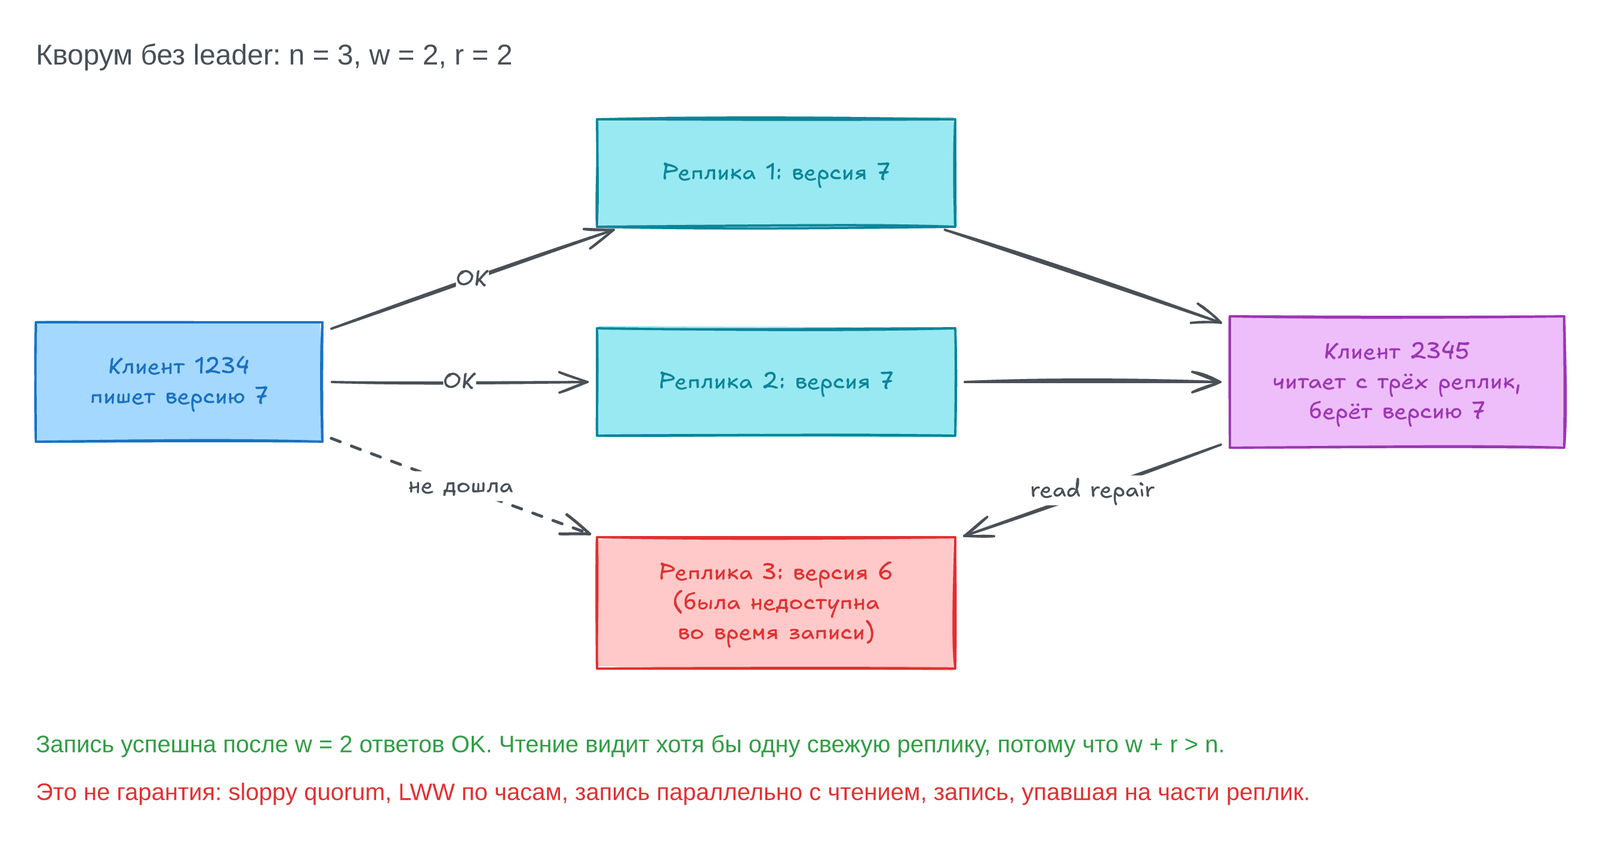 Кворум без leader: n = 3, w = 2, r = 2
Реплика 1: версия 7
OK
Клиент 1234
пишет версию 7
OK
Реплика 2: версия 7
Клиент 2345
читает с трёх реплик,
берёт версию 7
не дошла
read repair
Реплика 3: версия 6
(была недоступна
во время записи)
Запись успешна после w = 2 ответов OK. Чтение видит хотя бы одну свежую реплику, потому что w + r > n.
Это не гарантия: sloppy quorum, LWW по часам, запись параллельно с чтением, запись, упавшая на части реплик.